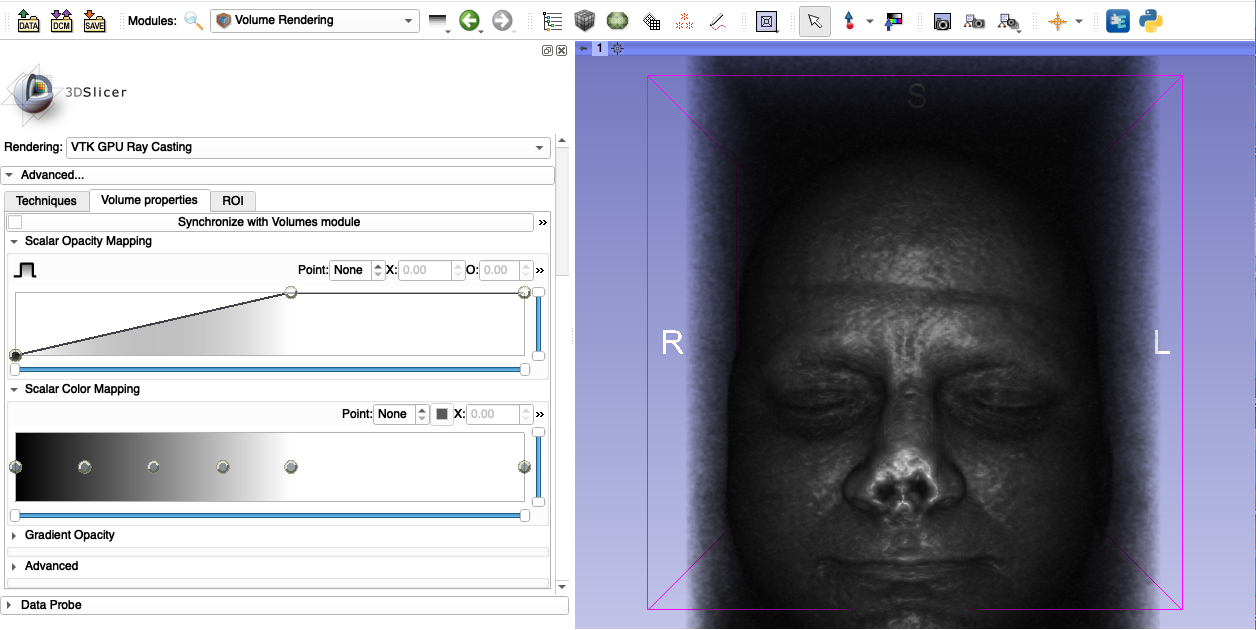 DATA DCM SAVE Modules: Volume Rendering
1
S
3DSlicer
Rendering: VTK GPU Ray Casting
Advanced...
Techniques Volume properties ROI
Synchronize with Volumes module »
Scalar Opacity Mapping
Point: None X: 0.00 O: 0.00 »
R L
Scalar Color Mapping
Point: None X: 0.00 »
Gradient Opacity
Advanced
Data Probe